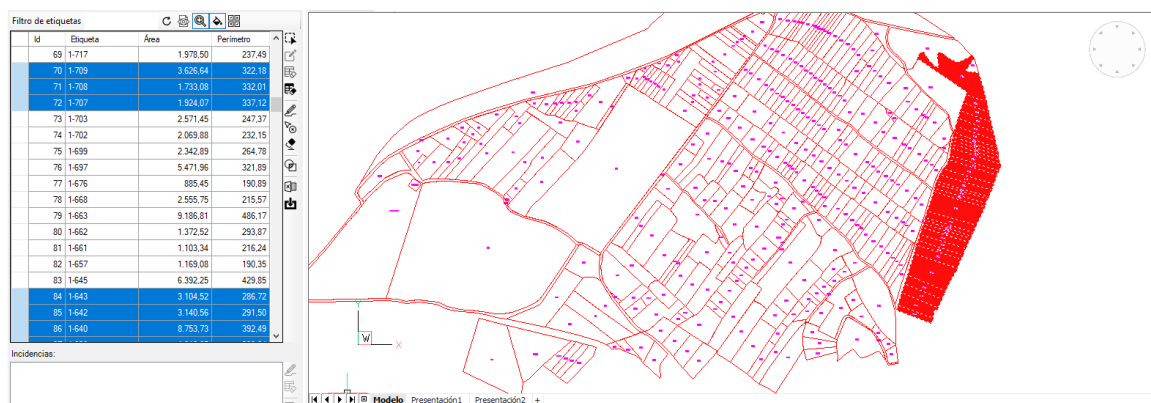 Filtro de etiquetas
Id Etiqueta Área Perímetro
69 1-717 1.978,50 237,49
70 1-709 3.626,64 322,18
71 1-708 1.733,08 332,01
72 1-707 1.924,07 337,12
73 1-703 2.571,45 247,37
74 1-702 2.069,88 232,15
75 1-699 2.342,89 264,78
76 1-697 5.471,96 321,89
77 1-676 885,45 190,89
78 1-668 2.555,75 215,57
79 1-663 9.186,81 486,17
80 1-662 1.372,52 293,87
81 1-661 1.103,34 216,24
82 1-657 1.169,08 190,35
83 1-645 6.392,25 429,85
84 1-643 3.104,52 286,72
85 1-642 3.140,56 291,50
86 1-640 8.753,73 392,49
Incidencias:
Y
W X
Modelo Presentación1 Presentación2 +